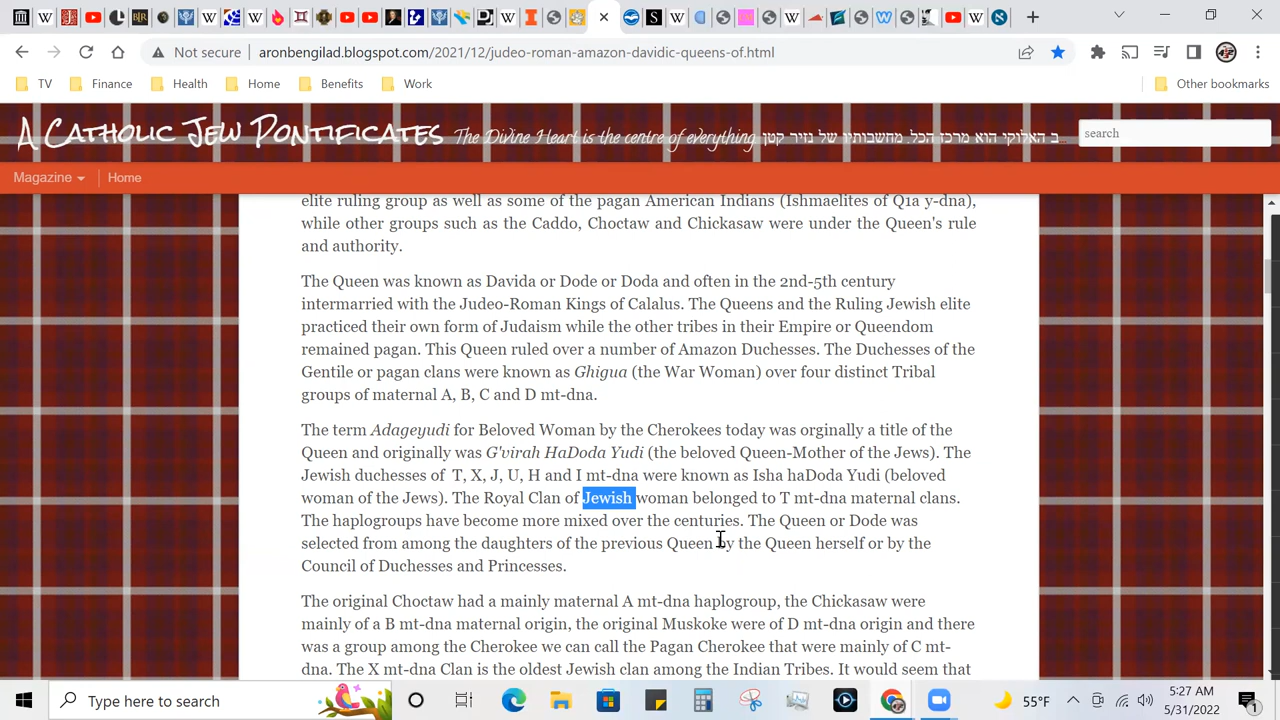 Not secure
aronbengilad.blogspot.com/2021/12/judeo-roman-amazon-davidic-queens-of.html
TV Finance Health Home Benefits Work Other bookmarks
A Catholic Jew Pontificates The Divine Heart is the centre of everything. ב האלוקי הוא מרכז הכל. מחשבותיו של נזיר קטן
search
Magazine Home
elite ruling group as well as some of the pagan American Indians (Ishmaelites of Q1a y-dna),
while other groups such as the Caddo, Choctaw and Chickasaw were under the Queen's rule
and authority.
The Queen was known as Davida or Dode or Doda and often in the 2nd-5th century
intermarried with the Judeo-Roman Kings of Calalus. The Queens and the Ruling Jewish elite
practiced their own form of Judaism while the other tribes in their Empire or Queendom
remained pagan. This Queen ruled over a number of Amazon Duchesses. The Duchesses of the
Gentile or pagan clans were known as Ghigua (the War Woman) over four distinct Tribal
groups of maternal A, B, C and D mt-dna.
The term Adageyudi for Beloved Woman by the Cherokees today was orginally a title of the
Queen and originally was G'virah HaDoda Yudi (the beloved Queen-Mother of the Jews). The
Jewish duchesses of T, X, J, U, H and I mt-dna were known as Isha haDoda Yudi (beloved
woman of the Jews). The Royal Clan of Jewish woman belonged to T mt-dna maternal clans.
The haplogroups have become more mixed over the centuries. The Queen or Dode was
selected from among the daughters of the previous Queen by the Queen herself or by the
Council of Duchesses and Princesses.
The original Choctaw had a mainly maternal A mt-dna haplogroup, the Chickasaw were
mainly of a B mt-dna maternal origin, the original Muskoke were of D mt-dna origin and there
was a group among the Cherokee we can call the Pagan Cherokee that were mainly of C mt-
dna. The X mt-dna Clan is the oldest Jewish clan among the Indian Tribes. It would seem that
Type here to search
55°F
5:27 AM
5/31/2022
1